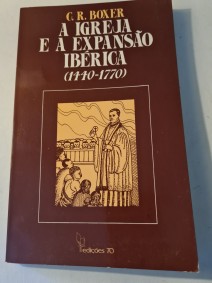 C. R. BOXER
A IGREJA
E A EXPANSÃO
IBÉRICA
(1440-1770)
edições 70